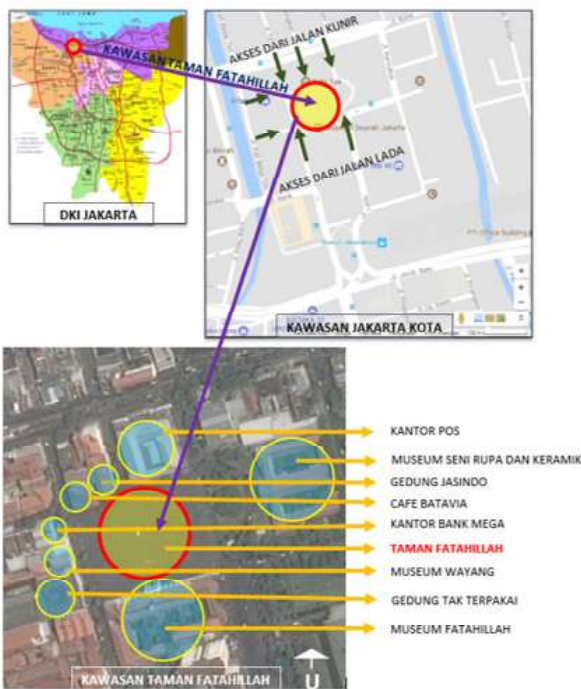 KAWASAN TAMAN FATAHILLAH
DKI JAKARTA
AKSES DARI JALAN KUNIR
AKSES DARI JALAN LADA
KAWASAN JAKARTA KOTA
KANTOR POS
MUSEUM SENI RUPA DAN KERAMIK
GEDUNG JASINDO
CAFE BATAVIA
KANTOR BANK MEGA
TAMAN FATAHILLAH
MUSEUM WAYANG
GEDUNG TAK TERPAKAI
MUSEUM FATAHILLAH
KAWASAN TAMAN FATAHILLAH
U